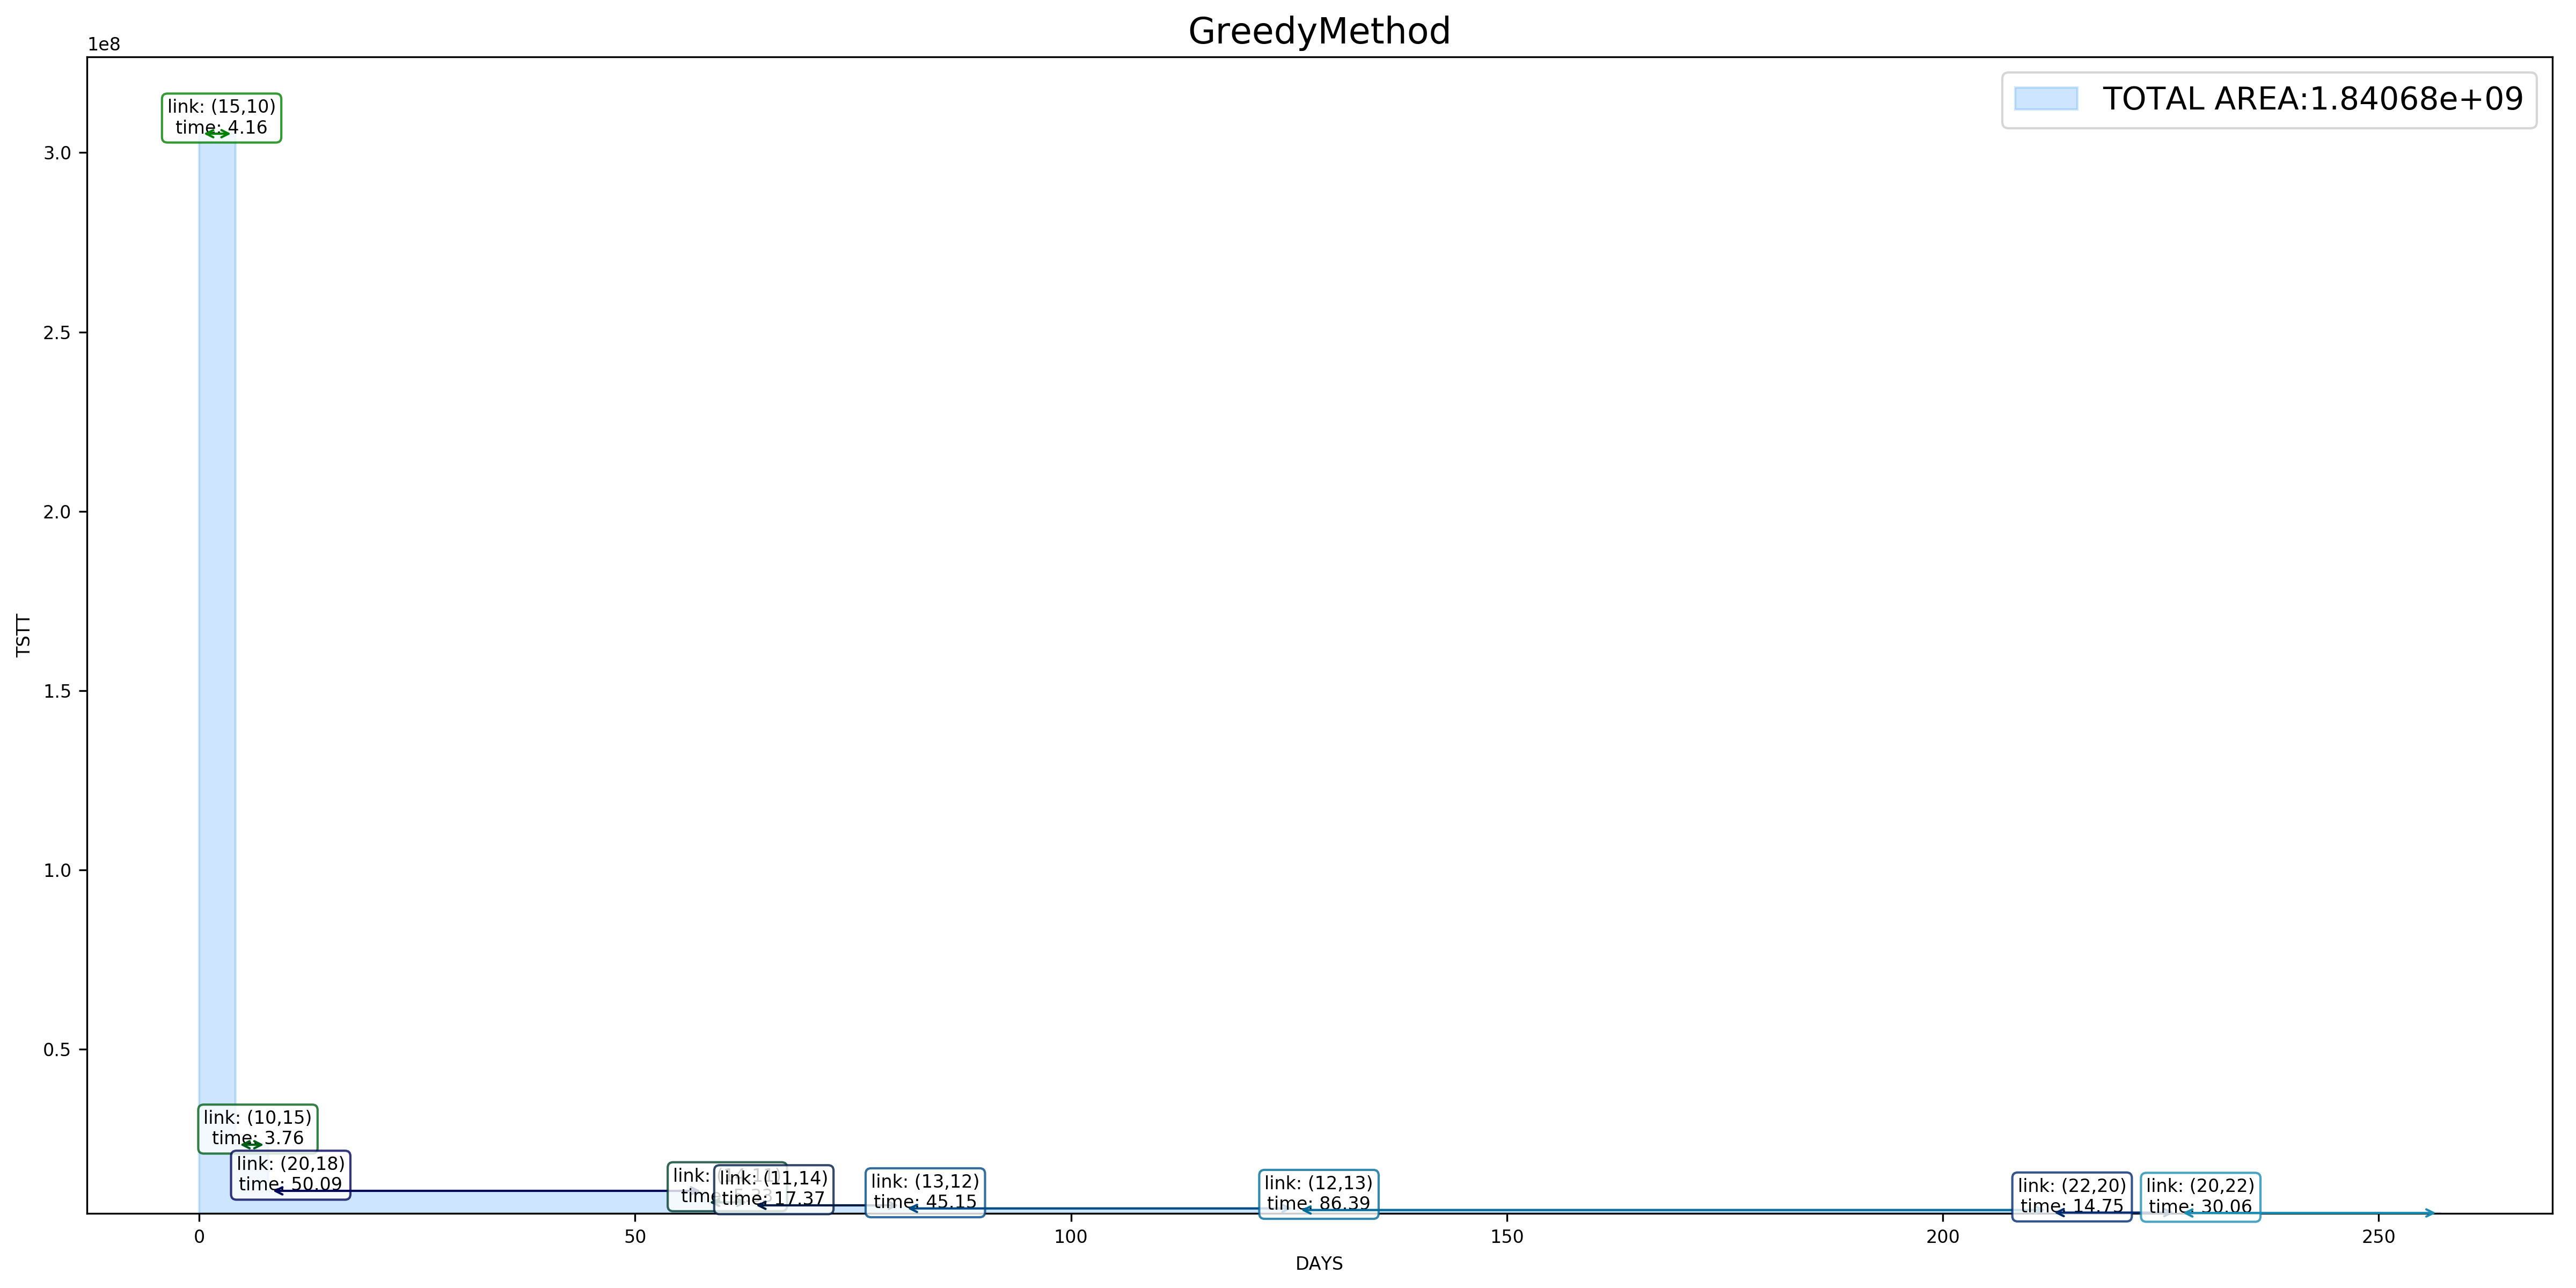 GreedyMethod
1e8
TOTAL AREA:1.84068e+09
link: (15,10)
time: 4.16
3.0
2.5
2.0
1.5
1.0
0.5
TSTT
link: (10,15)
time: 3.76
link: (20,18)
time: 50.09
link:
link: (11,14)
time: 17.37
link: (13,12)
time: 45.15
link: (12,13)
time: 86.39
link: (22,20)
time: 14.75
link: (20,22)
time: 30.06
0
50
100
150
200
250
DAYS